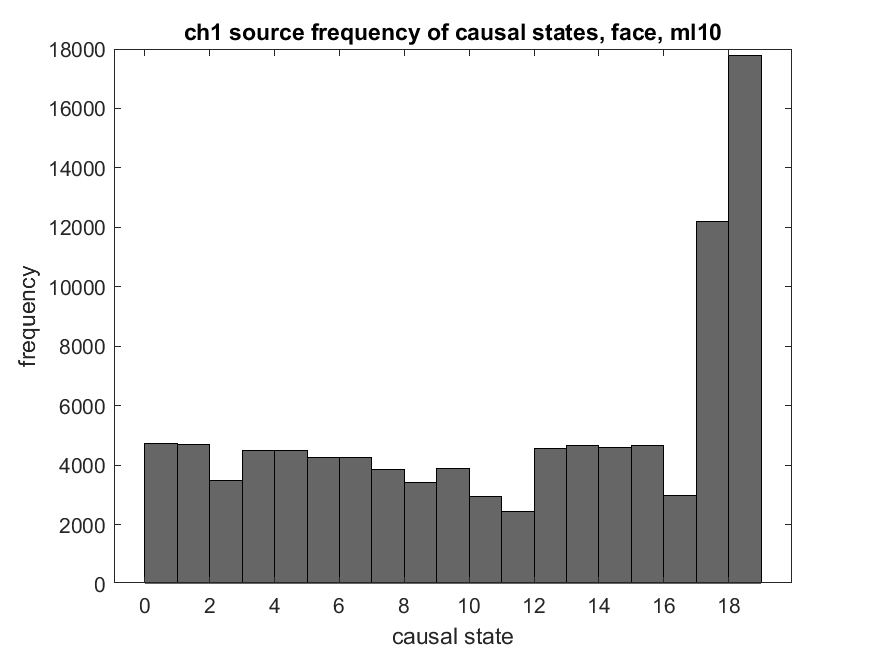 ch1 source frequency of causal states, face, ml10
18000
16000
14000
12000
10000
8000
6000
4000
2000
0
frequency
0 2 4 6 8 10 12 14 16 18
causal state